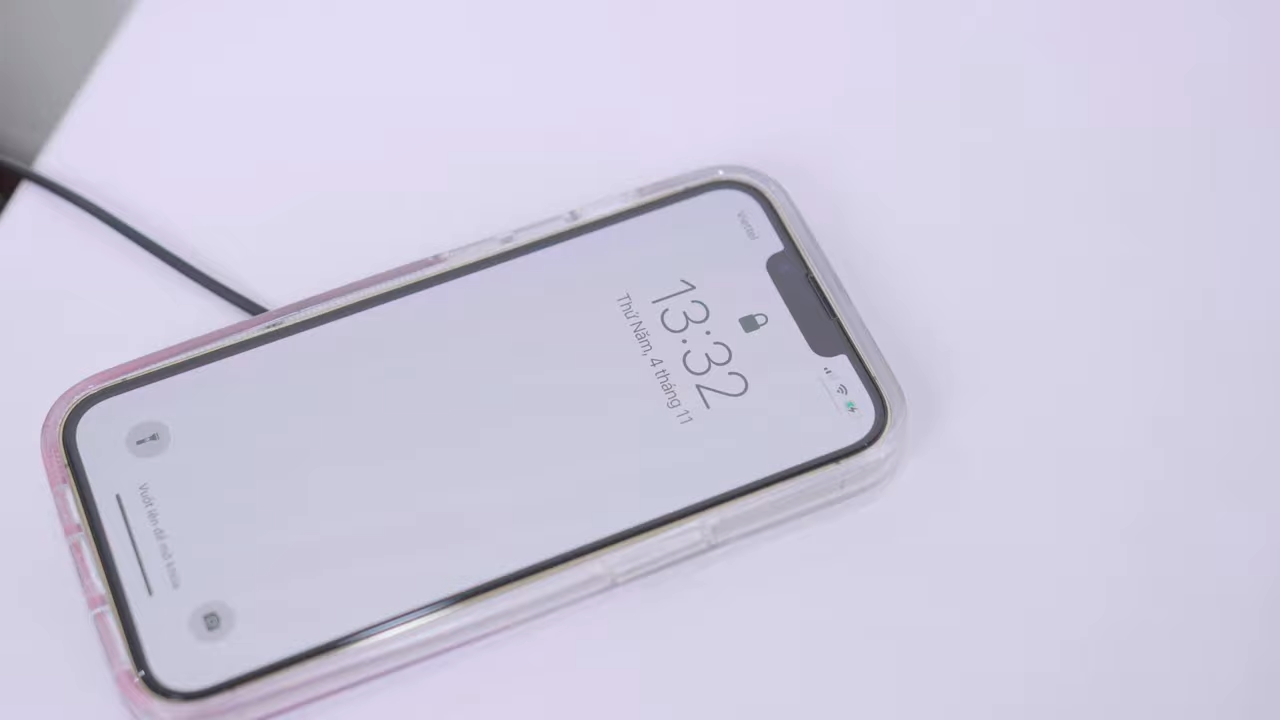 Viettel
13:32
Thứ Năm, 4 tháng 11
Vuốt lên để mở khóa